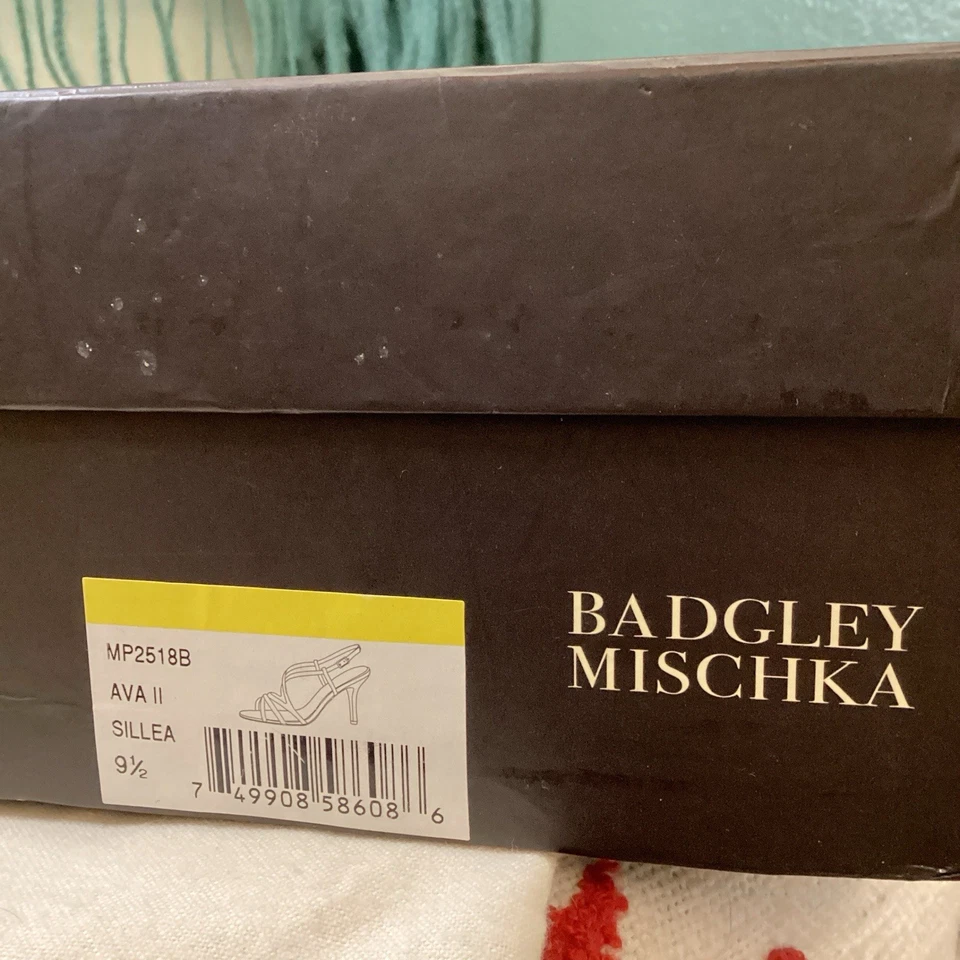 MP2518B
AVA II
SILLEA
9½
7 49908 58608 6
BADGLEY
MISCHKA